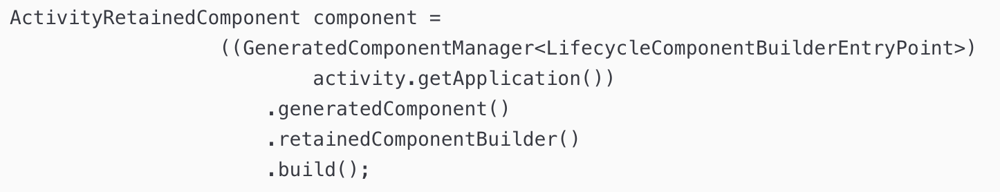 ActivityRetainedComponent component =
((GeneratedComponentManager<LifecycleComponentBuilderEntryPoint>)
activity.getApplication())
.generatedComponent()
.retainedComponentBuilder()
.build();